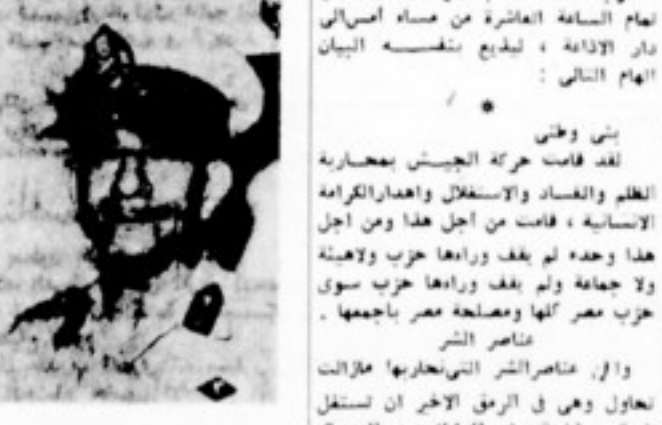 تمام الساعة العاشرة من مساء أمس الى
دار الاذاعة ، ليذيع بنفسه البيان
الهام التالى :
*
بنى وطنى
لقد قامت حركة الجيش بمحاربة
الظلم والفساد والاستغلال واهدار الكرامة
الانسانية ، قامت من أجل هذا ومن أجل
هذا وحده لم يقف وراءها حزب ولا هيئة
ولا جماعة ولم يقف وراءها حزب سوى
حزب مصر كلها ومصلحة مصر بأجمعها .
عناصر الشر
عناصر الشر التى نحاربها مازالت
تحاول وهى فى الرمق الاخير ان تستغل